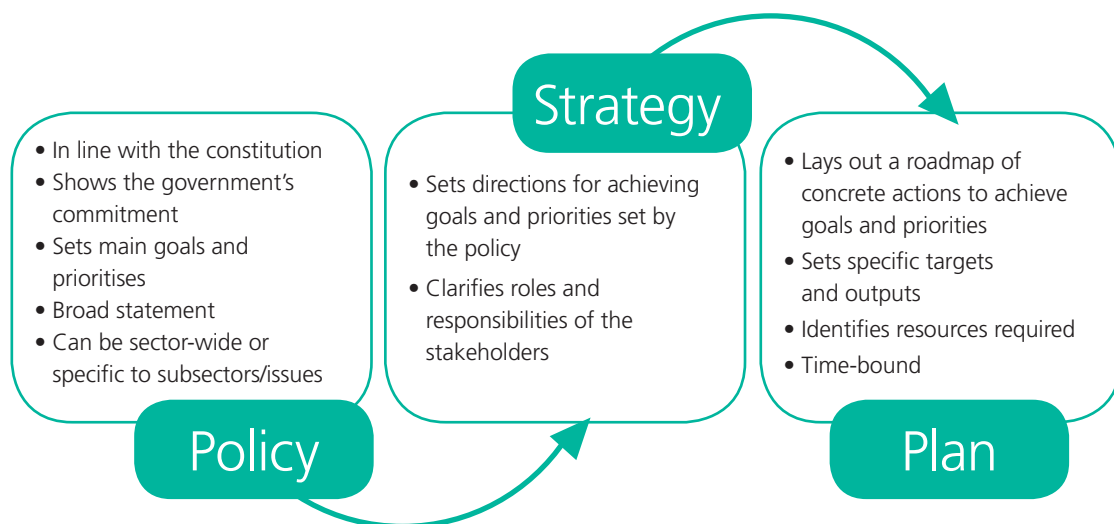 • In line with the constitution
• Shows the government's
commitment
• Sets main goals and
prioritises
• Broad statement
• Can be sector-wide or
specific to subsectors/issues
Policy
Strategy
• Sets directions for achieving
goals and priorities set by
the policy
• Clarifies roles and
responsibilities of the
stakeholders
• Lays out a roadmap of
concrete actions to achieve
goals and priorities
• Sets specific targets
and outputs
• Identifies resources required
• Time-bound
Plan